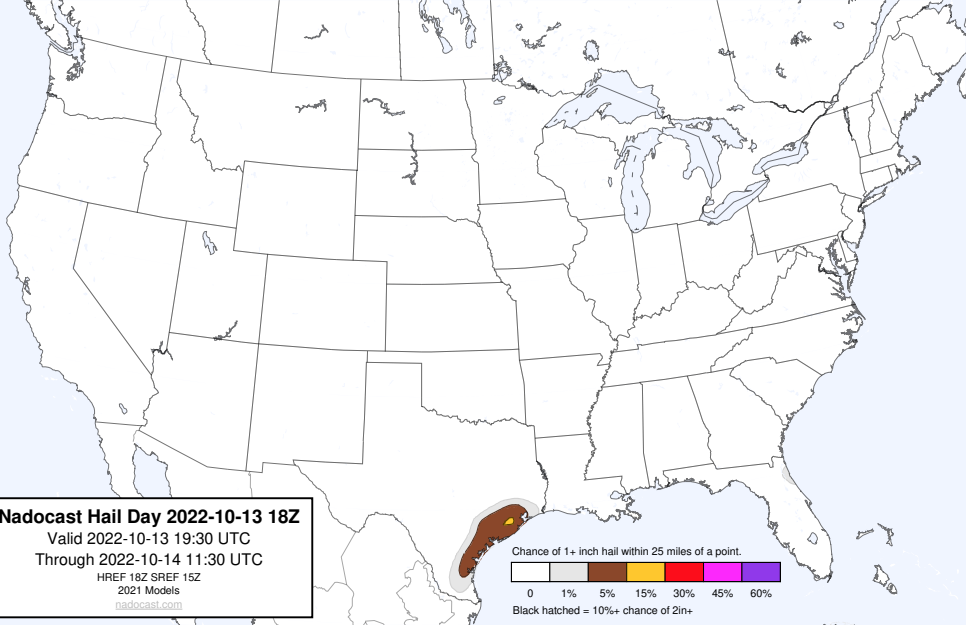 Nadocast Hail Day 2022-10-13 18Z
Valid 2022-10-13 19:30 UTC
Through 2022-10-14 11:30 UTC
HREF 18Z SREF 15Z
2021 Models
nadocast.com
Chance of 1+ inch hail within 25 miles of a point.
0 1% 5% 15% 30% 45% 60%
Black hatched = 10%+ chance of 2in+